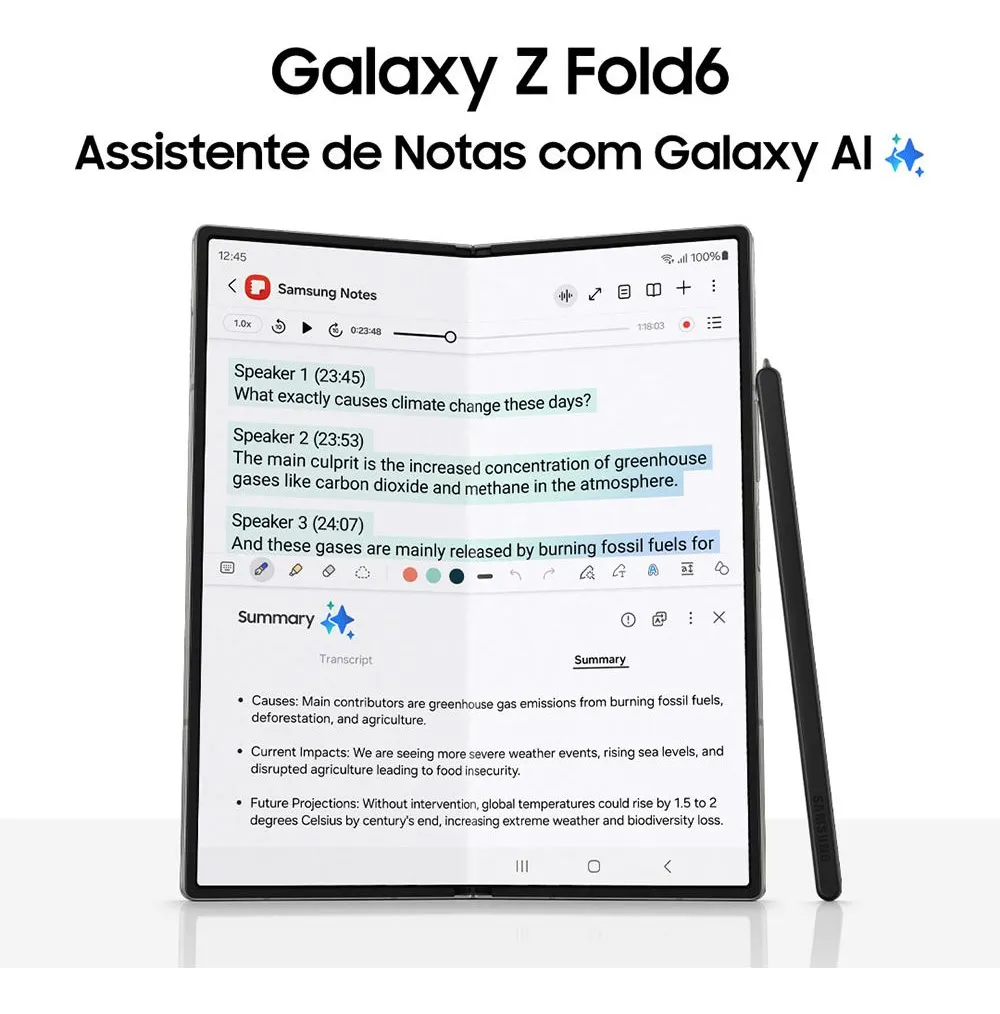 Galaxy Z Fold6
Assistente de Notas com Galaxy AI
12:45
100%
Samsung Notes
1.0x
10
10
0:23:48
1:18:03
Speaker 1 (23:45)
What exactly causes climate change these days?
Speaker 2 (23:53)
The main culprit is the increased concentration of greenhouse
gases like carbon dioxide and methane in the atmosphere.
Speaker 3 (24:07)
And these gases are mainly released by burning fossil fuels for
Summary
Transcript
Summary
• Causes: Main contributors are greenhouse gas emissions from burning fossil fuels,
deforestation, and agriculture.
• Current Impacts: We are seeing more severe weather events, rising sea levels, and
disrupted agriculture leading to food insecurity.
• Future Projections: Without intervention, global temperatures could rise by 1.5 to 2
degrees Celsius by century's end, increasing extreme weather and biodiversity loss.
SAMSUNG